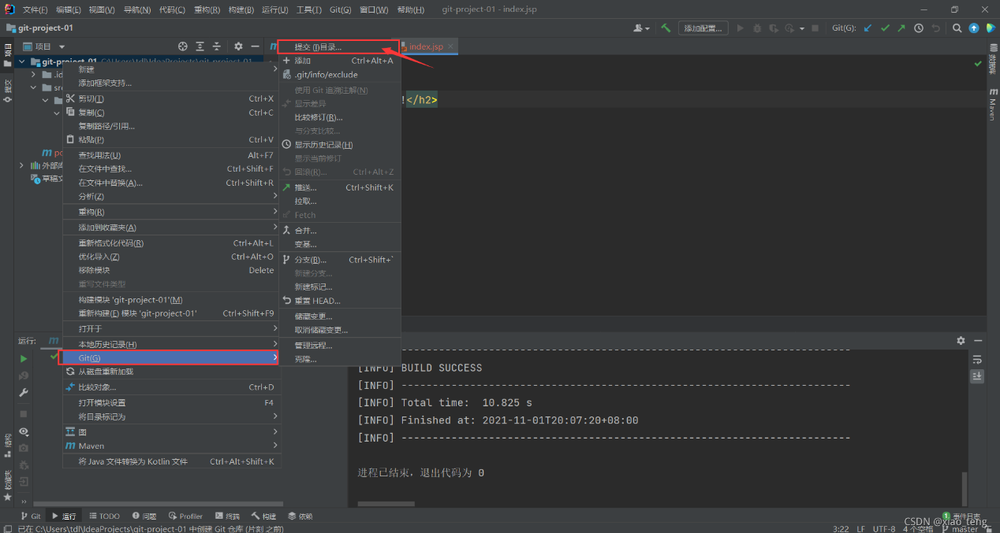 文件(F) 编辑(E) 视图(V) 导航(N) 代码(C) 重构(R) 构建(B) 运行(U) 工具(T) Git(G) 窗口(W) 帮助(H) git-project-01 - index.jsp
git-project-01 添加配置... Git(G):
项目 index.jsp
git-project-01 C:\Users\tdl\IdeaProjects\git-project-01
.id
src
m po
外部库
草稿文
新建
添加框架支持...
剪切(T) Ctrl+X
复制(C) Ctrl+C
复制路径/引用...
粘贴(P) Ctrl+V
查找用法(U) Alt+F7
在文件中查找... Ctrl+Shift+F
在文件中替换(A)... Ctrl+Shift+R
分析(Z)
重构(R)
添加到收藏夹(A)
重新格式化代码(R) Ctrl+Alt+L
优化导入(Z) Ctrl+Alt+O
移除模块 Delete
重写文件类型
构建模块 'git-project-01'(M)
重新构建(E) 模块 'git-project-01' Ctrl+Shift+F9
打开于
本地历史记录(H)
Git(G)
从磁盘重新加载
比较对象... Ctrl+D
打开模块设置 F4
将目录标记为
图
m Maven
将 Java 文件转换为 Kotlin 文件 Ctrl+Alt+Shift+K
提交 (I)目录...
添加 Ctrl+Alt+A
.git/info/exclude
使用 Git 追溯注解(N)
显示差异
比较修订(R)...
与分支比较...
显示历史记录(H)
显示当前修订
回滚(R)... Ctrl+Alt+Z
推送... Ctrl+Shift+K
拉取...
Fetch
合并...
变基...
分支(B)... Ctrl+Shift+`
新建分支...
新建标记...
重置 HEAD...
储藏变更...
取消储藏变更...
管理远程...
克隆...
!</h2>
项目
提交
结构
收藏夹
数据库
m Maven
运行: m
------------------------------------------------------------------------
[INFO] BUILD SUCCESS
[INFO] ------------------------------------------------------------------------
[INFO] Total time:  10.825 s
[INFO] Finished at: 2021-11-01T20:07:20+08:00
[INFO] ------------------------------------------------------------------------
进程已结束，退出代码为 0
Git 运行 TODO 问题 Profiler 终端 构建 依赖 1 事件日志
已在 C:\Users\tdl\IdeaProjects\git-project-01 中创建 Git 仓库 (片刻 之前) 3:22 LF UTF-8 4 个空格 master
CSDN @xiao_teng